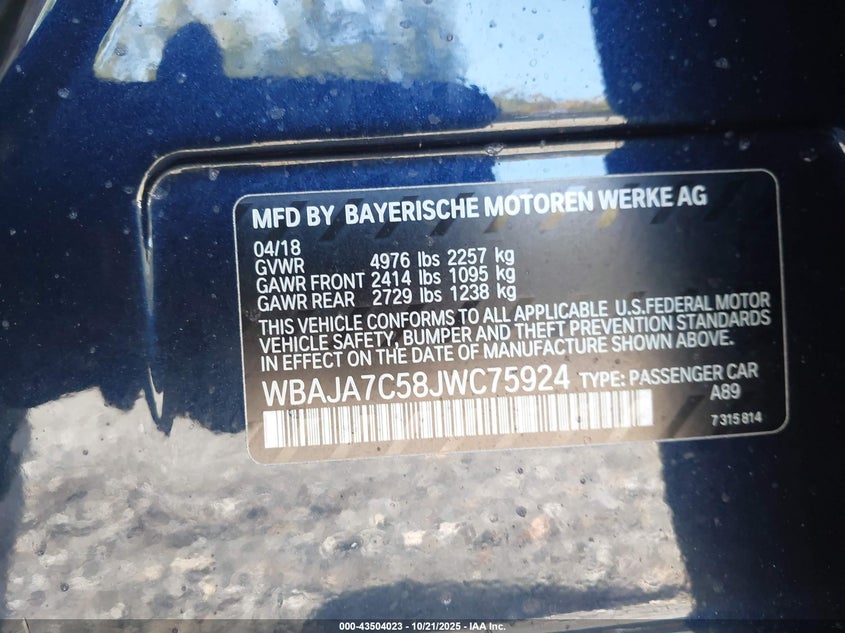 MFD BY BAYERISCHE MOTOREN WERKE AG
04/18
GVWR 4976 lbs 2257 kg
GAWR FRONT 2414 lbs 1095 kg
GAWR REAR 2729 lbs 1238 kg
THIS VEHICLE CONFORMS TO ALL APPLICABLE U.S.FEDERAL MOTOR
VEHICLE SAFETY, BUMPER AND THEFT PREVENTION STANDARDS
IN EFFECT ON THE DATE OF MANUFACTURE SHOWN ABOVE.
WBAJA7C58JWC75924 TYPE: PASSENGER CAR
A89
7 315 814
000-43504023 - 10/21/2025 - IAA Inc.